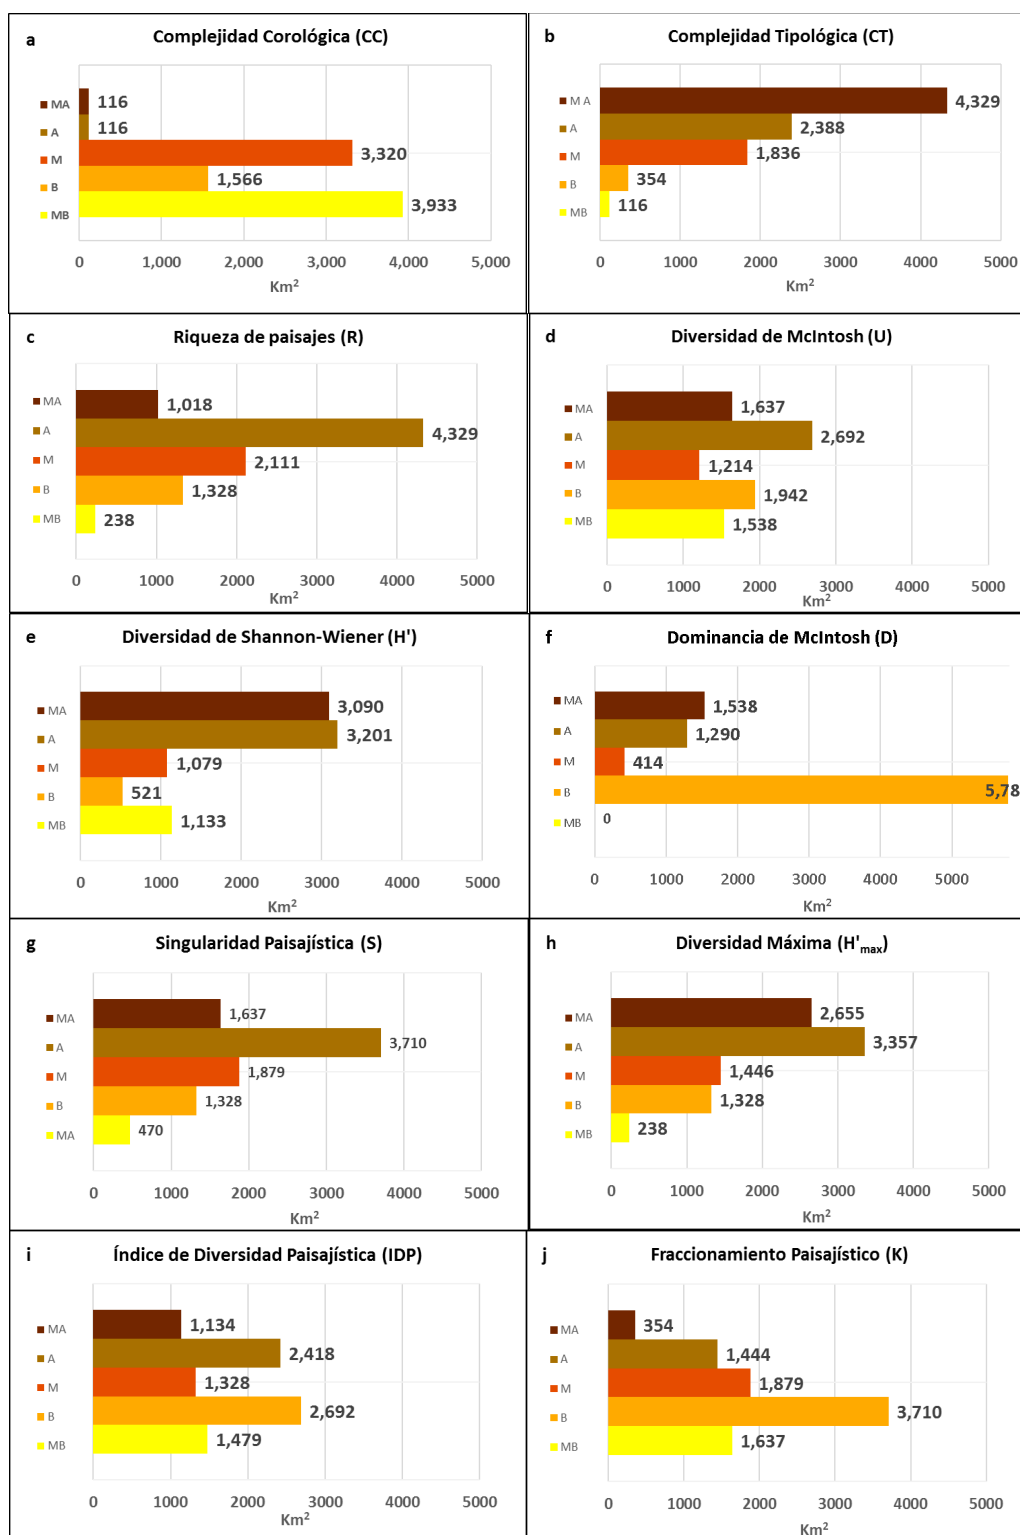 a Complejidad Corológica (CC)
MA 116
A 116
M 3,320
B 1,566
MB 3,933
0 1,000 2,000 3,000 4,000 5,000
Km²
b Complejidad Tipológica (CT)
M A 4,329
A 2,388
M 1,836
B 354
MB 116
0 1000 2000 3000 4000 5000
Km²
c Riqueza de paisajes (R)
MA 1,018
A 4,329
M 2,111
B 1,328
MB 238
0 1000 2000 3000 4000 5000
Km²
d Diversidad de McIntosh (U)
MA 1,637
A 2,692
M 1,214
B 1,942
MB 1,538
0 1000 2000 3000 4000 5000
Km²
e Diversidad de Shannon-Wiener (H')
MA 3,090
A 3,201
M 1,079
B 521
MB 1,133
0 1000 2000 3000 4000 5000
Km²
f Dominancia de McIntosh (D)
MA 1,538
A 1,290
M 414
B 5,78
MB 0
0 1000 2000 3000 4000 5000
Km²
g Singularidad Paisajística (S)
MA 1,637
A 3,710
M 1,879
B 1,328
MA 470
0 1000 2000 3000 4000 5000
Km²
h Diversidad Máxima (H'max)
MA 2,655
A 3,357
M 1,446
B 1,328
MB 238
0 1000 2000 3000 4000 5000
Km²
i Índice de Diversidad Paisajística (IDP)
MA 1,134
A 2,418
M 1,328
B 2,692
MB 1,479
0 1000 2000 3000 4000 5000
Km²
j Fraccionamiento Paisajístico (K)
MA 354
A 1,444
M 1,879
B 3,710
MB 1,637
0 1000 2000 3000 4000 5000
Km²